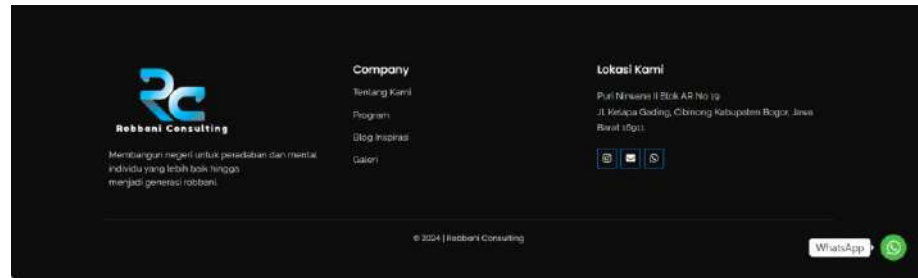 Robbani Consulting
Membangun negeri untuk peradaban dan mental
individu yang lebih baik hingga
menjadi generasi robbani.
Company
Tentang Kami
Program
Blog Inspirasi
Galeri
Lokasi Kami
Puri Nirwana II Blok AR No 19
Jl. Kelapa Gading, Cibinong Kabupaten Bogor, Jawa
Barat 16911
© 2024 | Robbani Consulting
WhatsApp